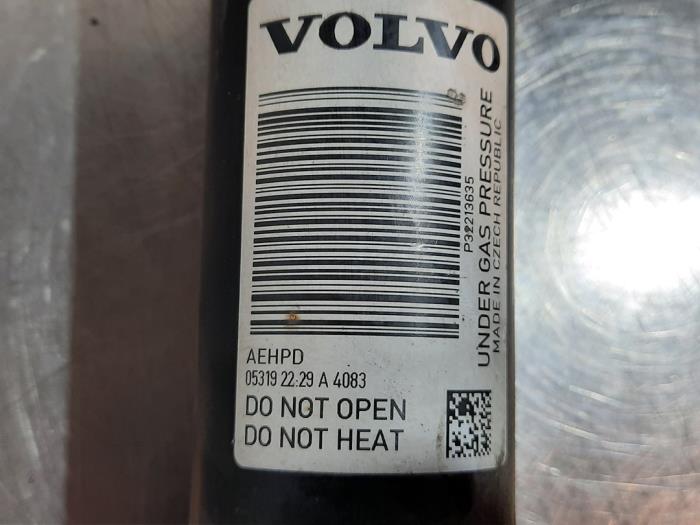 VOLVO
P32213635
UNDER GAS PRESSURE
MADE IN CZECH REPUBLIC
AEHPD
05319 22:29 A 4083
DO NOT OPEN
DO NOT HEAT